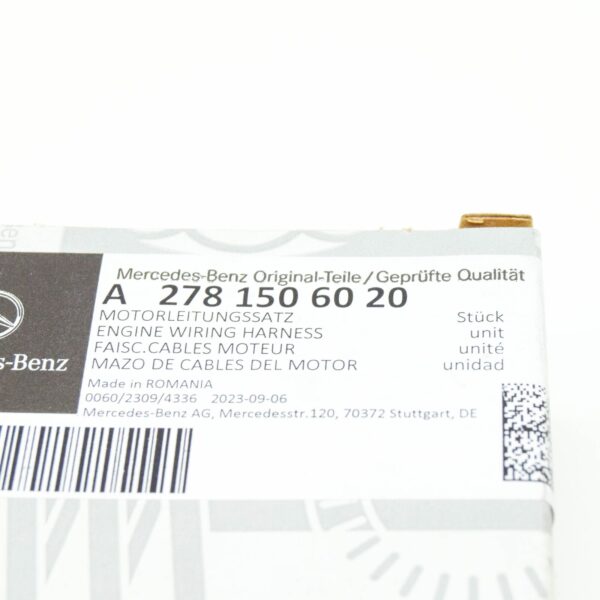 Mercedes-Benz Original-Teile/Geprüfte Qualität
A 278 150 60 20
MOTORLEITUNGSSATZ Stück
ENGINE WIRING HARNESS unit
FAISC.CABLES MOTEUR unité
MAZO DE CABLES DEL MOTOR unidad
s-Benz
Made in ROMANIA
0060/2309/4336 2023-09-06
Mercedes-Benz AG, Mercedesstr.120, 70372 Stuttgart, DE